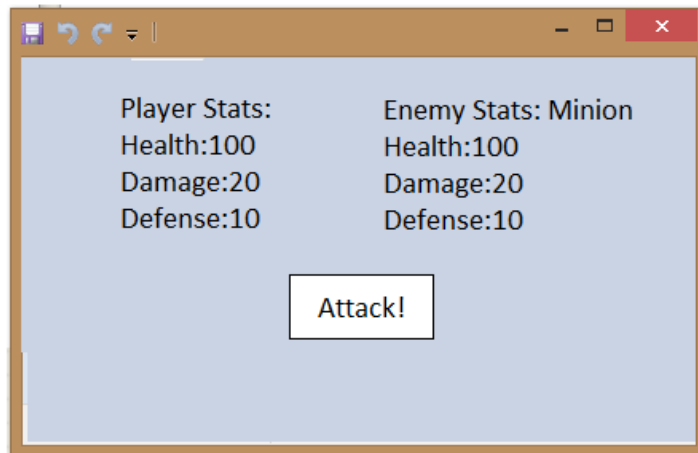 Player Stats:
Health:100
Damage:20
Defense:10
Enemy Stats: Minion
Health:100
Damage:20
Defense:10
Attack!